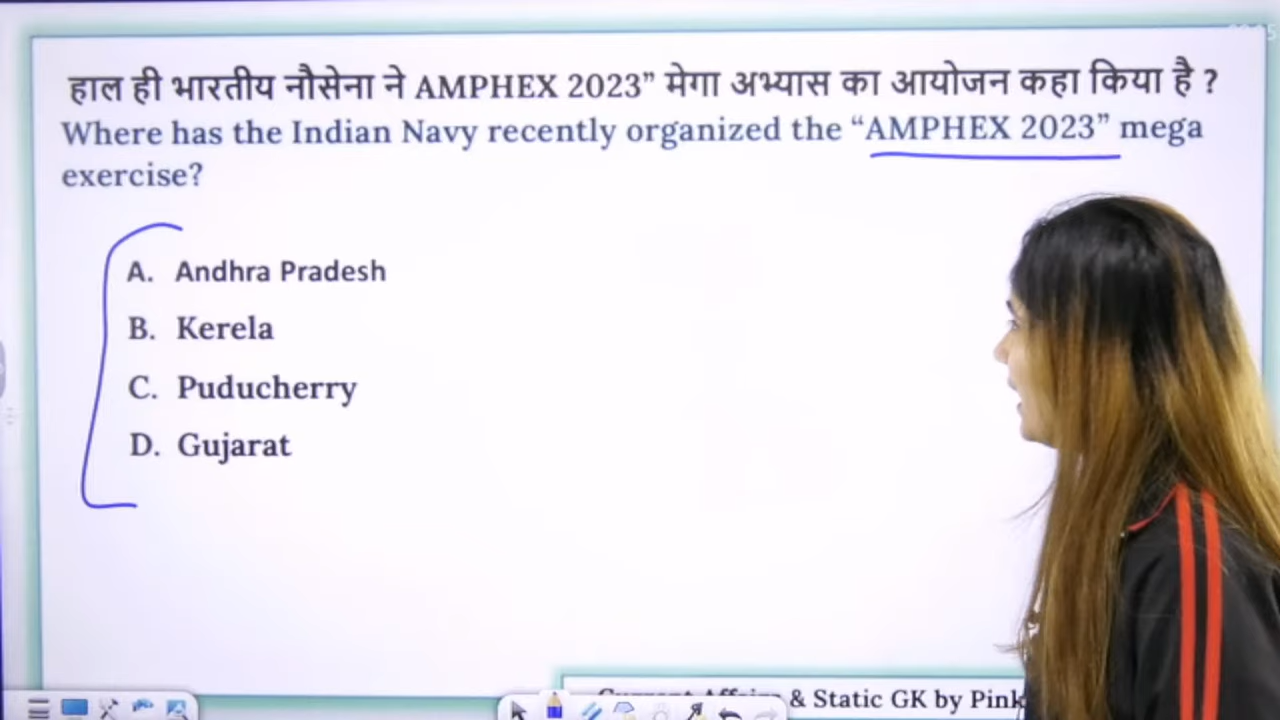 हाल ही भारतीय नौसेना ने AMPHEX 2023” मेगा अभ्यास का आयोजन कहा किया है ?
Where has the Indian Navy recently organized the “AMPHEX 2023” mega
exercise?
A. Andhra Pradesh
B. Kerela
C. Puducherry
D. Gujarat
& Static GK by Pink